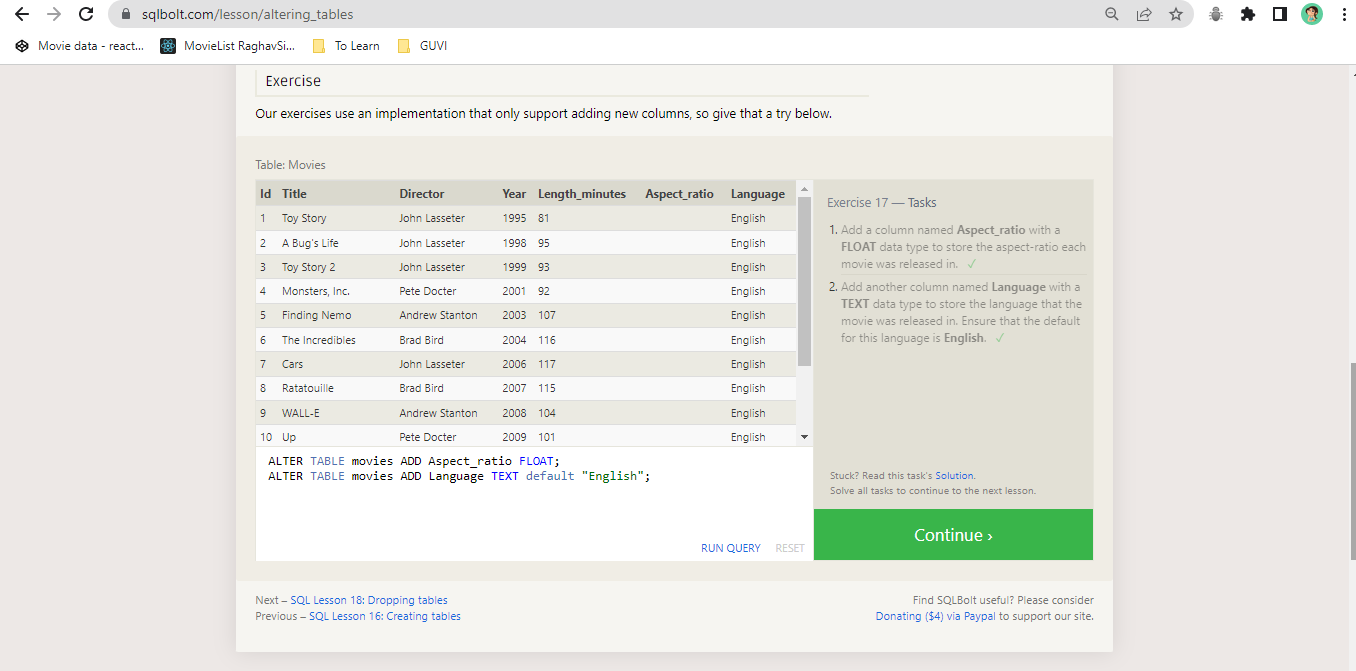 sqlbolt.com/lesson/altering_tables
Movie data - react... MovieList RaghavSi... To Learn GUVI
Exercise
Our exercises use an implementation that only support adding new columns, so give that a try below.
Table: Movies
Id Title Director Year Length_minutes Aspect_ratio Language
1 Toy Story John Lasseter 1995 81 English
2 A Bug's Life John Lasseter 1998 95 English
3 Toy Story 2 John Lasseter 1999 93 English
4 Monsters, Inc. Pete Docter 2001 92 English
5 Finding Nemo Andrew Stanton 2003 107 English
6 The Incredibles Brad Bird 2004 116 English
7 Cars John Lasseter 2006 117 English
8 Ratatouille Brad Bird 2007 115 English
9 WALL-E Andrew Stanton 2008 104 English
10 Up Pete Docter 2009 101 English
ALTER TABLE movies ADD Aspect_ratio FLOAT;
ALTER TABLE movies ADD Language TEXT default "English";
RUN QUERY RESET
Exercise 17 — Tasks
1. Add a column named Aspect_ratio with a
FLOAT data type to store the aspect-ratio each
movie was released in. ✓
2. Add another column named Language with a
TEXT data type to store the language that the
movie was released in. Ensure that the default
for this language is English. ✓
Stuck? Read this task's Solution.
Solve all tasks to continue to the next lesson.
Continue ›
Next – SQL Lesson 18: Dropping tables
Previous – SQL Lesson 16: Creating tables
Find SQLBolt useful? Please consider
Donating ($4) via Paypal to support our site.